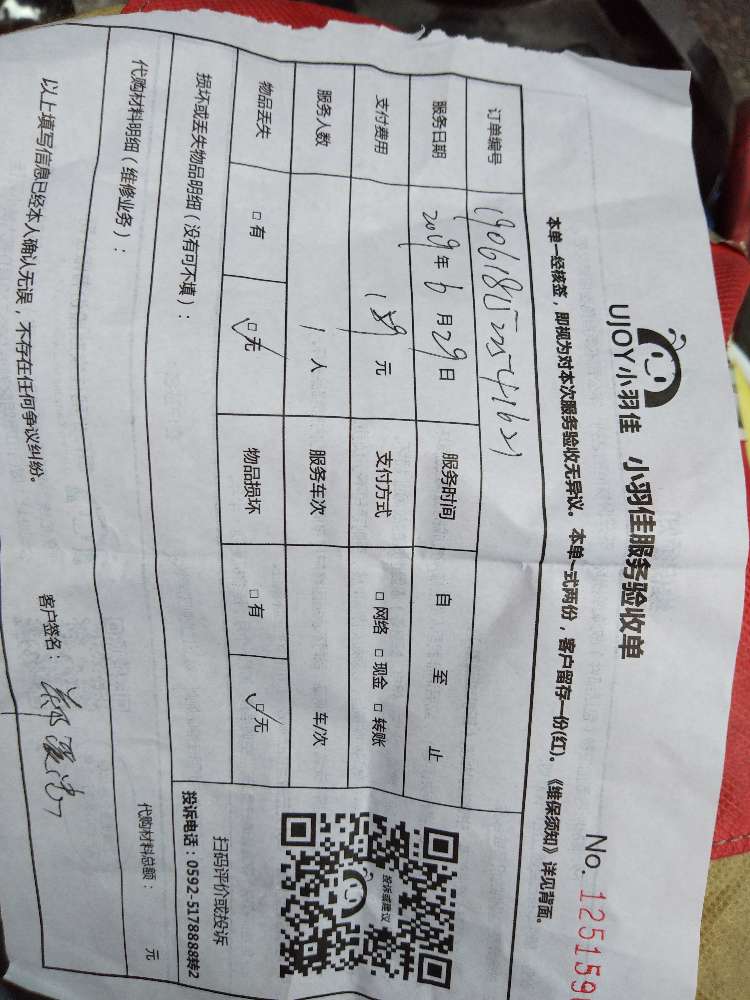 UJOY小羽佳 小羽佳服务验收单
No. 125159
本单一经核签，即视为对本次服务验收无异议。本单一式两份，客户留存一份(红)。《维保须知》详见背面。
订单编号
服务日期 2019年6月29日 服务时间 自 至 止
支付费用 189元 支付方式 □网络 □现金 □转账
服务人数 1人 服务车次 车/次
物品丢失 □有 ☑无 物品损坏 □有 ☑无
损坏或丢失物品明细（没有可不填）：
投诉或建议
扫码评价或投诉
投诉电话：0592-5178888转2
代购材料明细（维修业务）：
代购材料总额： 元
以上填写信息已经本人确认无误，不存在任何争议纠纷。
客户签名：